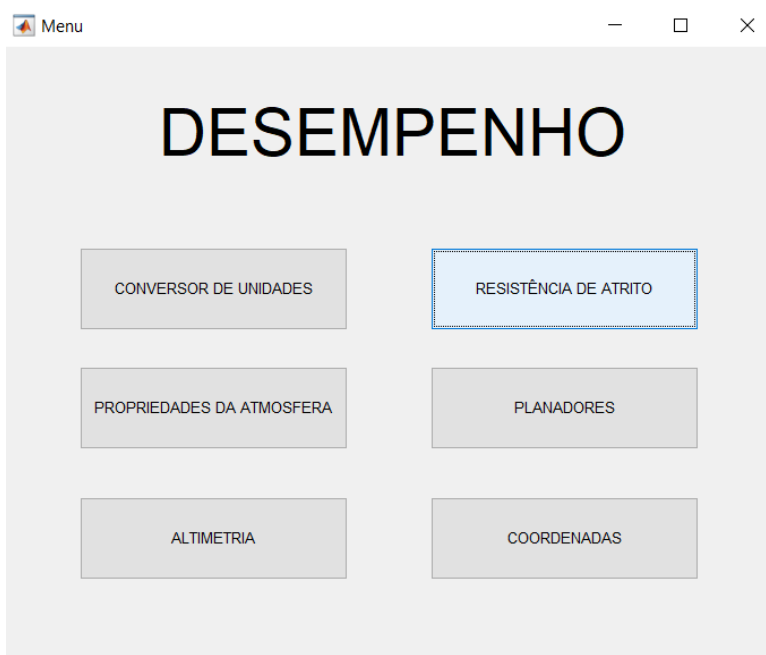 Menu
DESEMPENHO
CONVERSOR DE UNIDADES
RESISTÊNCIA DE ATRITO
PROPRIEDADES DA ATMOSFERA
PLANADORES
ALTIMETRIA
COORDENADAS